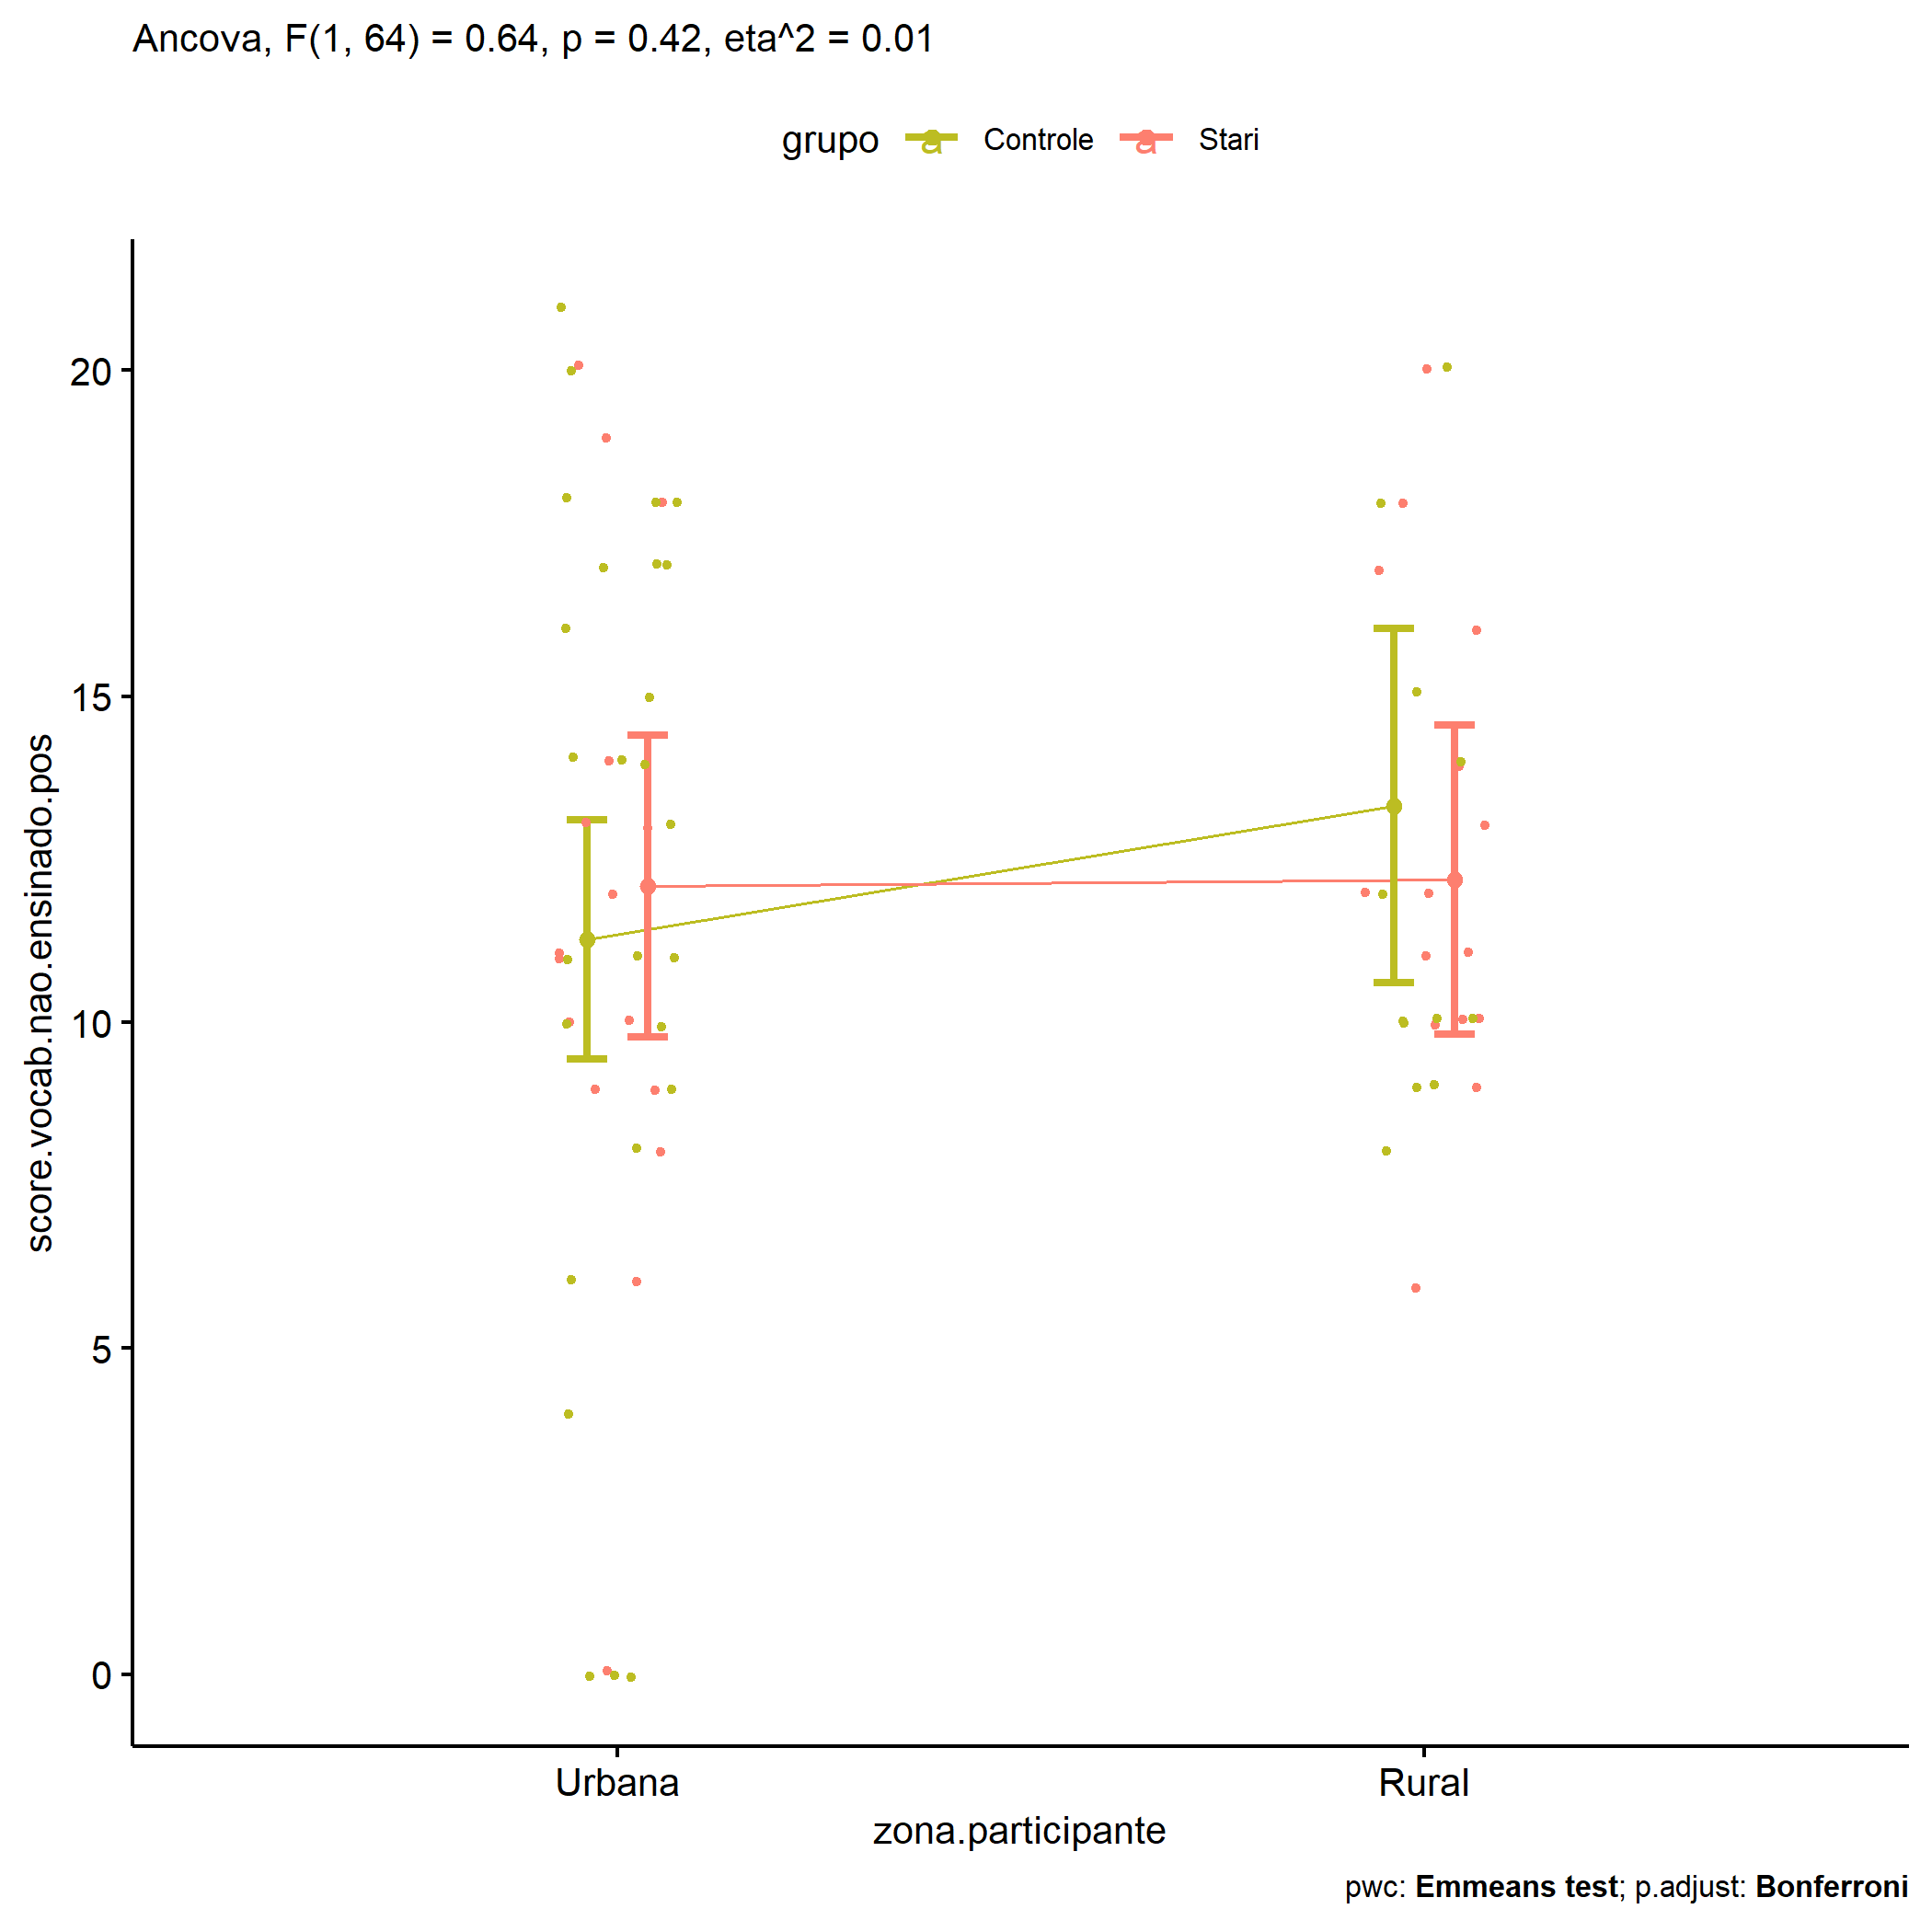 Ancova, F(1, 64) = 0.64, p = 0.42, eta^2 = 0.01
grupo a Controle a Stari
score.vocab.nao.ensinado.pos
20
15
10
5
0
Urbana Rural
zona.participante
pwc: Emmeans test; p.adjust: Bonferroni